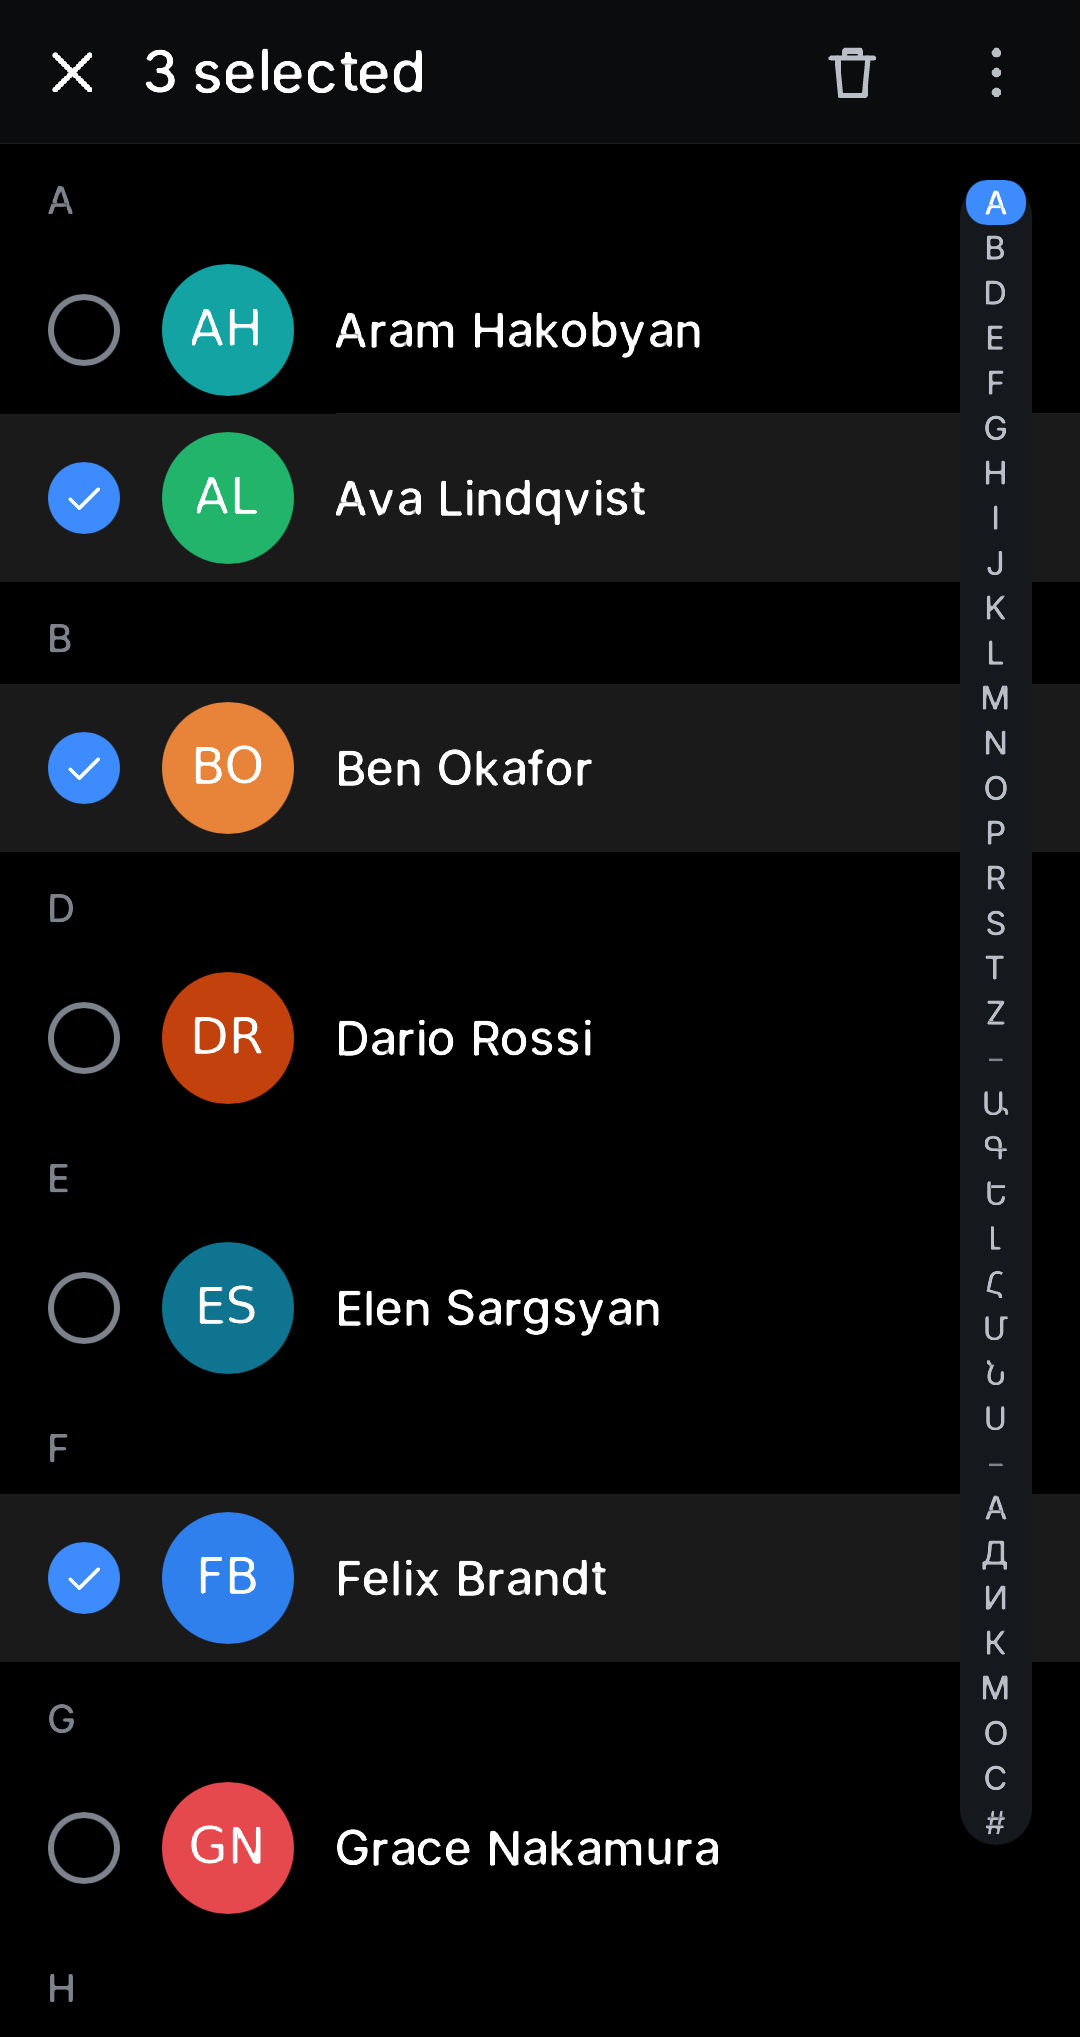 3 selected
A
AH Aram Hakobyan
AL Ava Lindqvist
B
BO Ben Okafor
D
DR Dario Rossi
E
ES Elen Sargsyan
F
FB Felix Brandt
G
GN Grace Nakamura
H
A
B
D
E
F
G
H
I
J
K
L
M
N
O
P
R
S
T
Z
–
Ա
Գ
Ե
Լ
Հ
Մ
Ն
Ս
–
А
Д
И
К
М
О
С
#